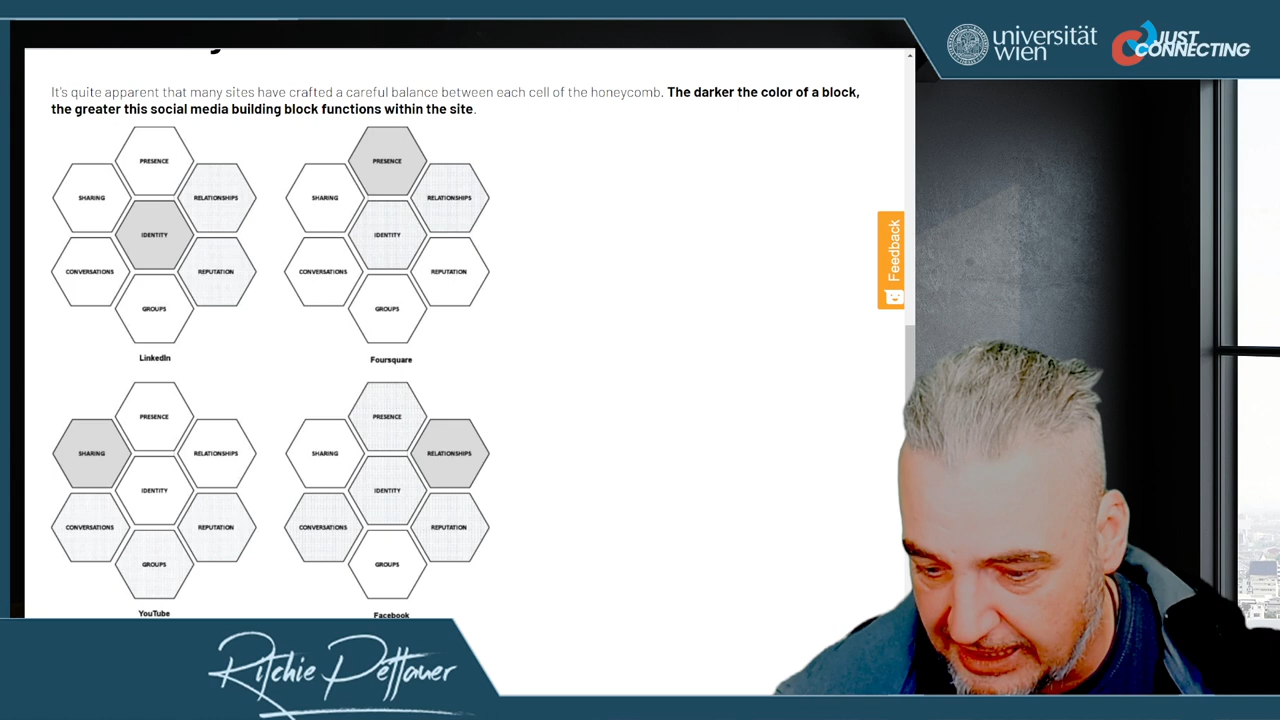 universität
wien
JUST
CONNECTING
It's quite apparent that many sites have crafted a careful balance between each cell of the honeycomb. The darker the color of a block,
the greater this social media building block functions within the site.
PRESENCE
SHARING
RELATIONSHIPS
IDENTITY
CONVERSATIONS
REPUTATION
GROUPS
LinkedIn
PRESENCE
SHARING
RELATIONSHIPS
IDENTITY
CONVERSATIONS
REPUTATION
GROUPS
Foursquare
Feedback
PRESENCE
SHARING
RELATIONSHIPS
IDENTITY
CONVERSATIONS
REPUTATION
GROUPS
YouTube
PRESENCE
SHARING
RELATIONSHIPS
IDENTITY
CONVERSATIONS
REPUTATION
GROUPS
Facebook
Ritchie Pettauer